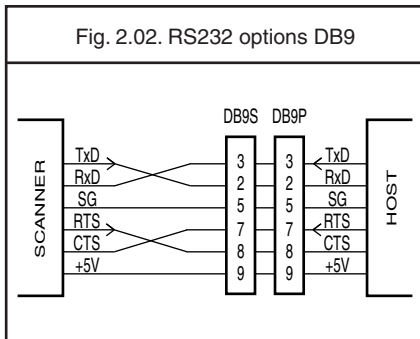 Fig. 2.02. RS232 options DB9
DB9S DB9P
TxD 3 3 TxD
RxD 2 2 RxD
SG 5 5 SG
RTS 7 7 RTS
CTS 8 8 CTS
+5V 9 9 +5V
SCANNER
HOST